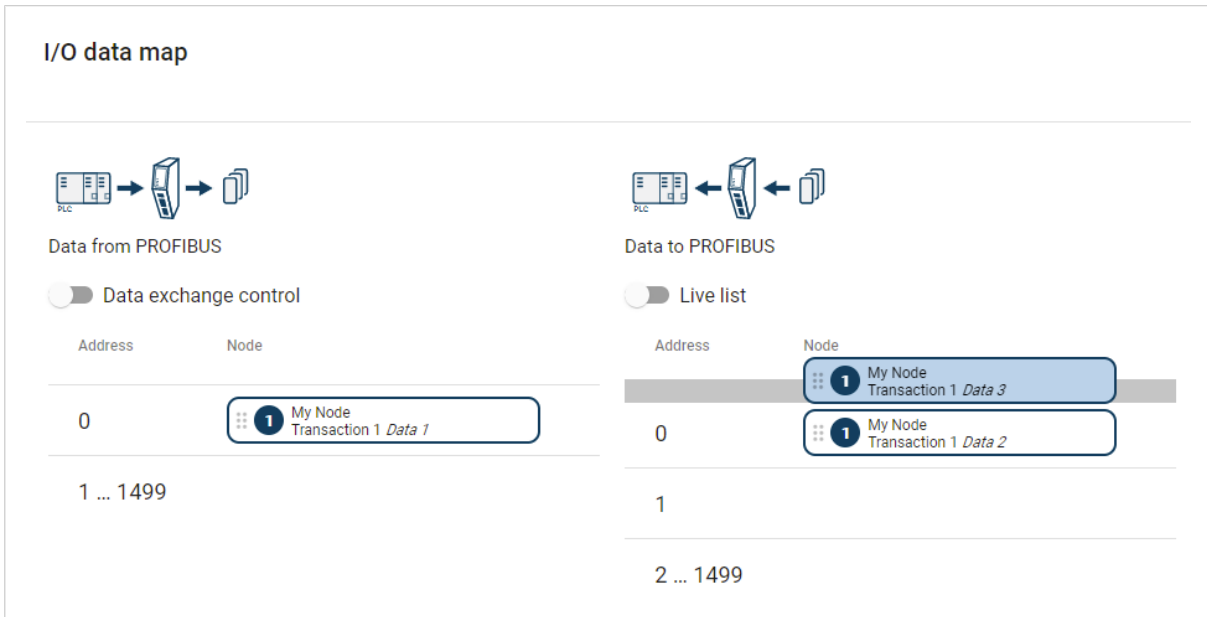 I/O data map
PLC
Data from PROFIBUS
Data exchange control
Address Node
0
1
My Node
Transaction 1 Data 1
1 ... 1499
PLC
Data to PROFIBUS
Live list
Address Node
1
My Node
Transaction 1 Data 3
0
1
My Node
Transaction 1 Data 2
1
2 ... 1499